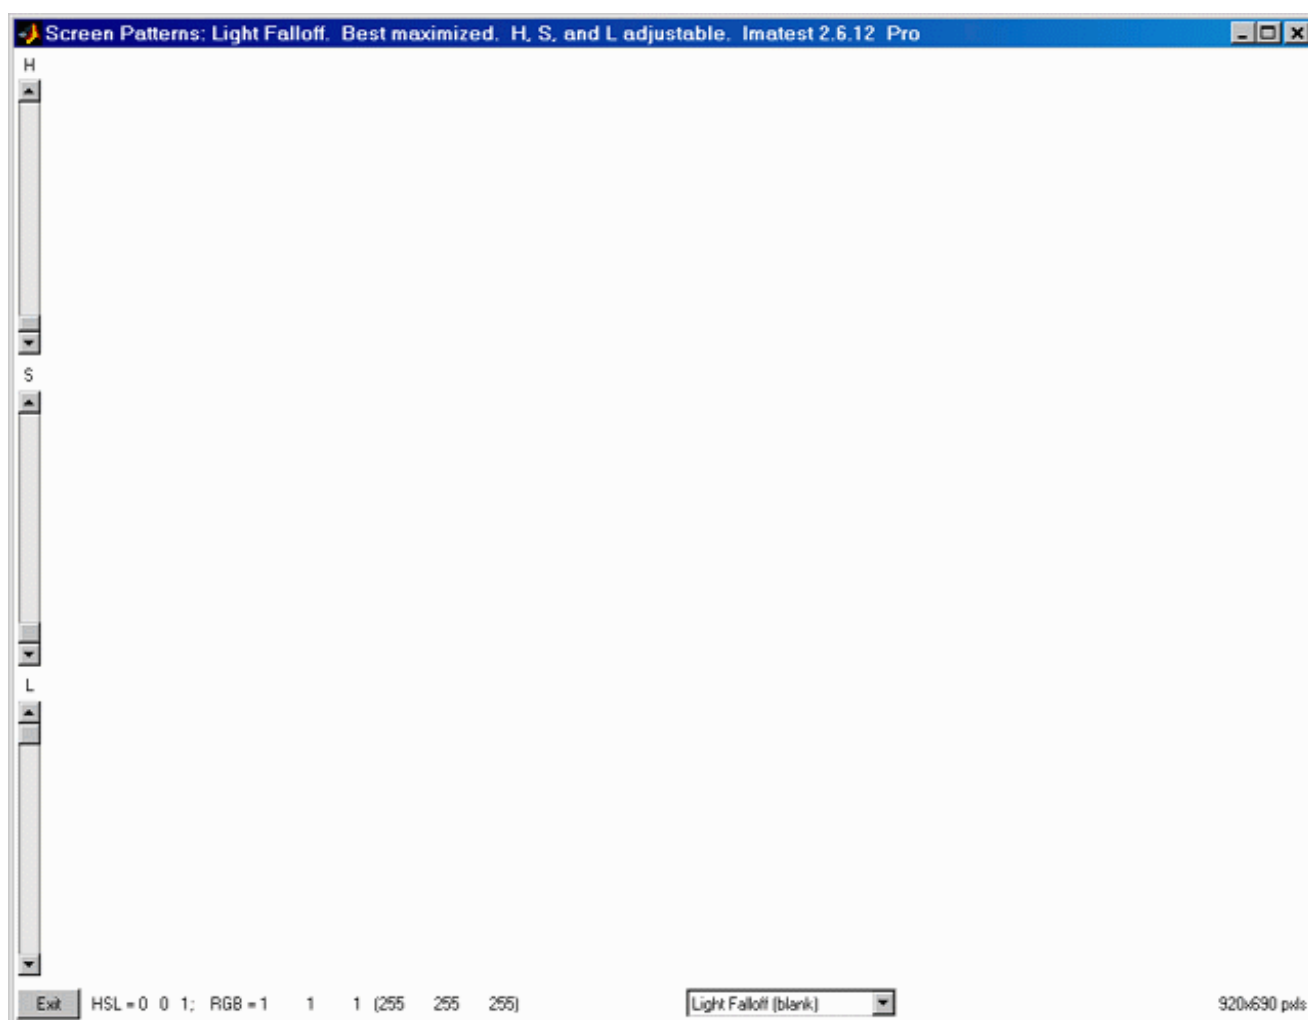 Screen Patterns: Light Falloff.  Best maximized.  H, S, and L adjustable.  Imatest 2.6.12  Pro
H
S
L
Exit HSL = 0 0 1; RGB = 1 1 1 (255 255 255) Light Falloff (blank) 920x690 pxls